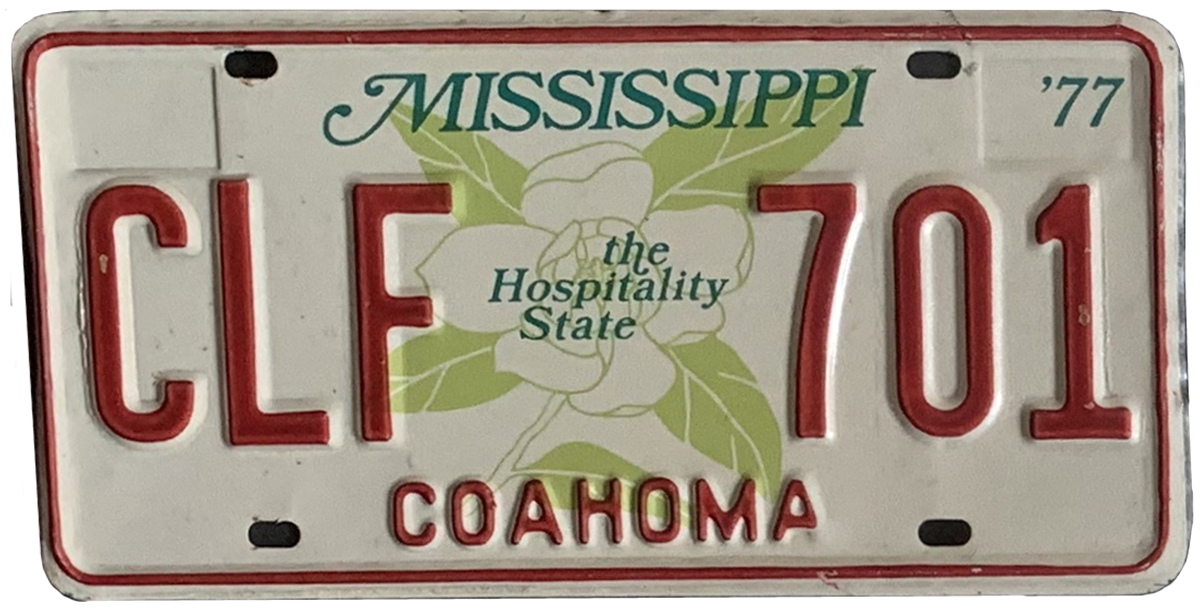 MISSISSIPPI '77
CLF 701
the
Hospitality
State
COAHOMA